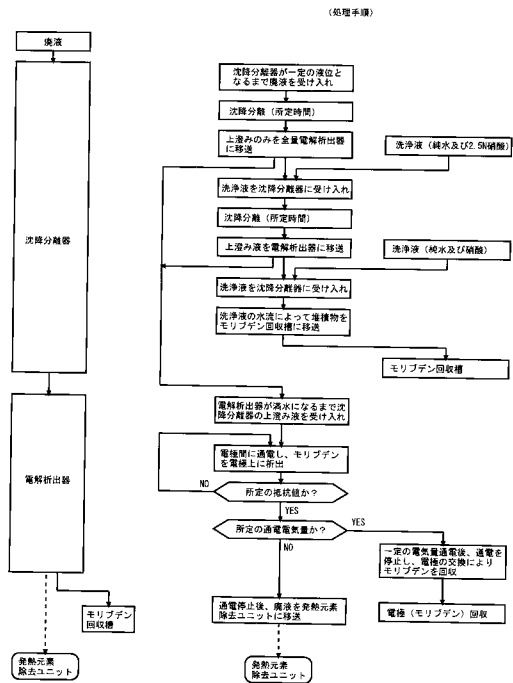 (処理手順)
廃液
沈降分離器
電解析出器
モリブデン
回収槽
発熱元素
除去ユニット
沈降分離器が一定の液位と
なるまで廃液を受け入れ
沈降分離(所定時間)
上澄みのみを全量電解析出器
に移送
洗浄液(純水及び2.5N硝酸)
洗浄液を沈降分離器に受け入れ
沈降分離(所定時間)
上澄み液を電解析出器に移送
洗浄液(純水及び硝酸)
洗浄液を沈降分離器に受け入れ
洗浄液の水流によって堆積物を
モリブデン回収槽に移送
モリブデン回収槽
電解析出器が満水になるまで沈
降分離器の上澄み液を受け入れ
電極間に通電し、モリブデン
を電極上に析出
NO
所定の抵抗値か?
YES
所定の通電電気量か?
YES
NO
一定の電気量通電後、通電を
停止し、電極の交換により
モリブデンを回収
通電停止後、廃液を発熱元素
除去ユニットに移送
電極(モリブデン)回収
発熱元素
除去ユニット